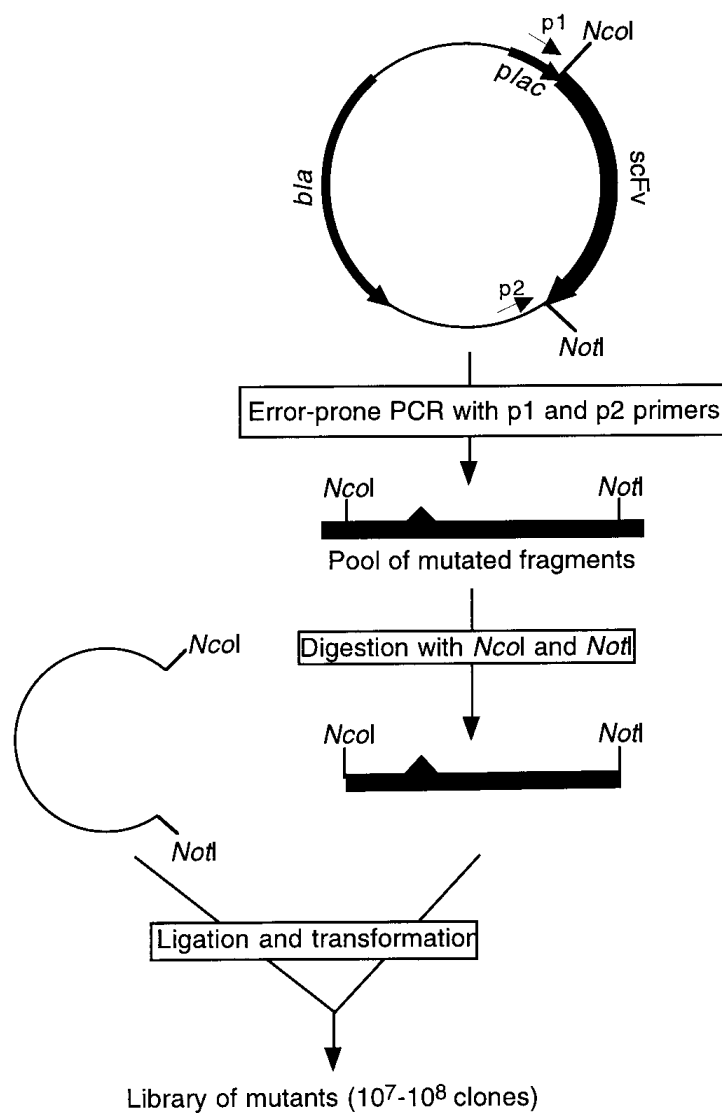 p1
NcoI
plac
scFv
bla
p2
NotI
Error-prone PCR with p1 and p2 primers
NcoI
NotI
Pool of mutated fragments
NcoI
Digestion with NcoI and NotI
NcoI
NotI
NotI
Ligation and transformation
Library of mutants (10⁷-10⁸ clones)